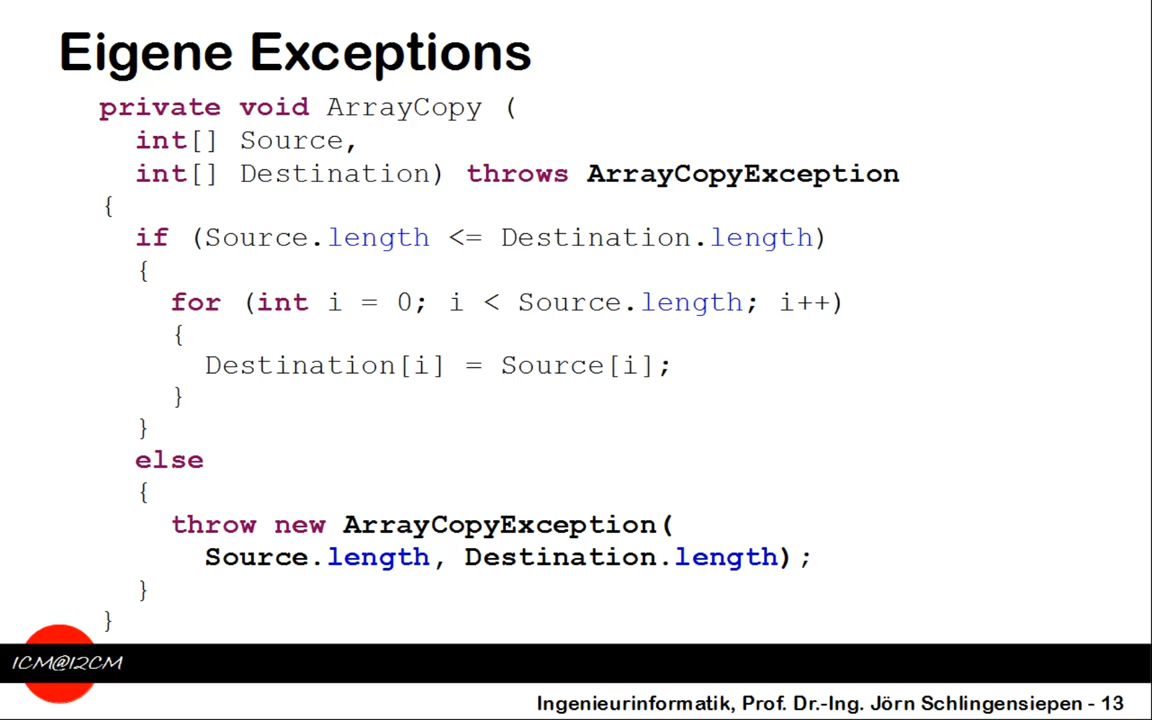 Eigene Exceptions
private void ArrayCopy (
int[] Source,
int[] Destination) throws ArrayCopyException
{
if (Source.length <= Destination.length)
{
for (int i = 0; i < Source.length; i++)
{
Destination[i] = Source[i];
}
}
else
{
throw new ArrayCopyException(
Source.length, Destination.length);
}
}
ICM@I2CM
Ingenieurinformatik, Prof. Dr.-Ing. Jörn Schlingensiepen - 13